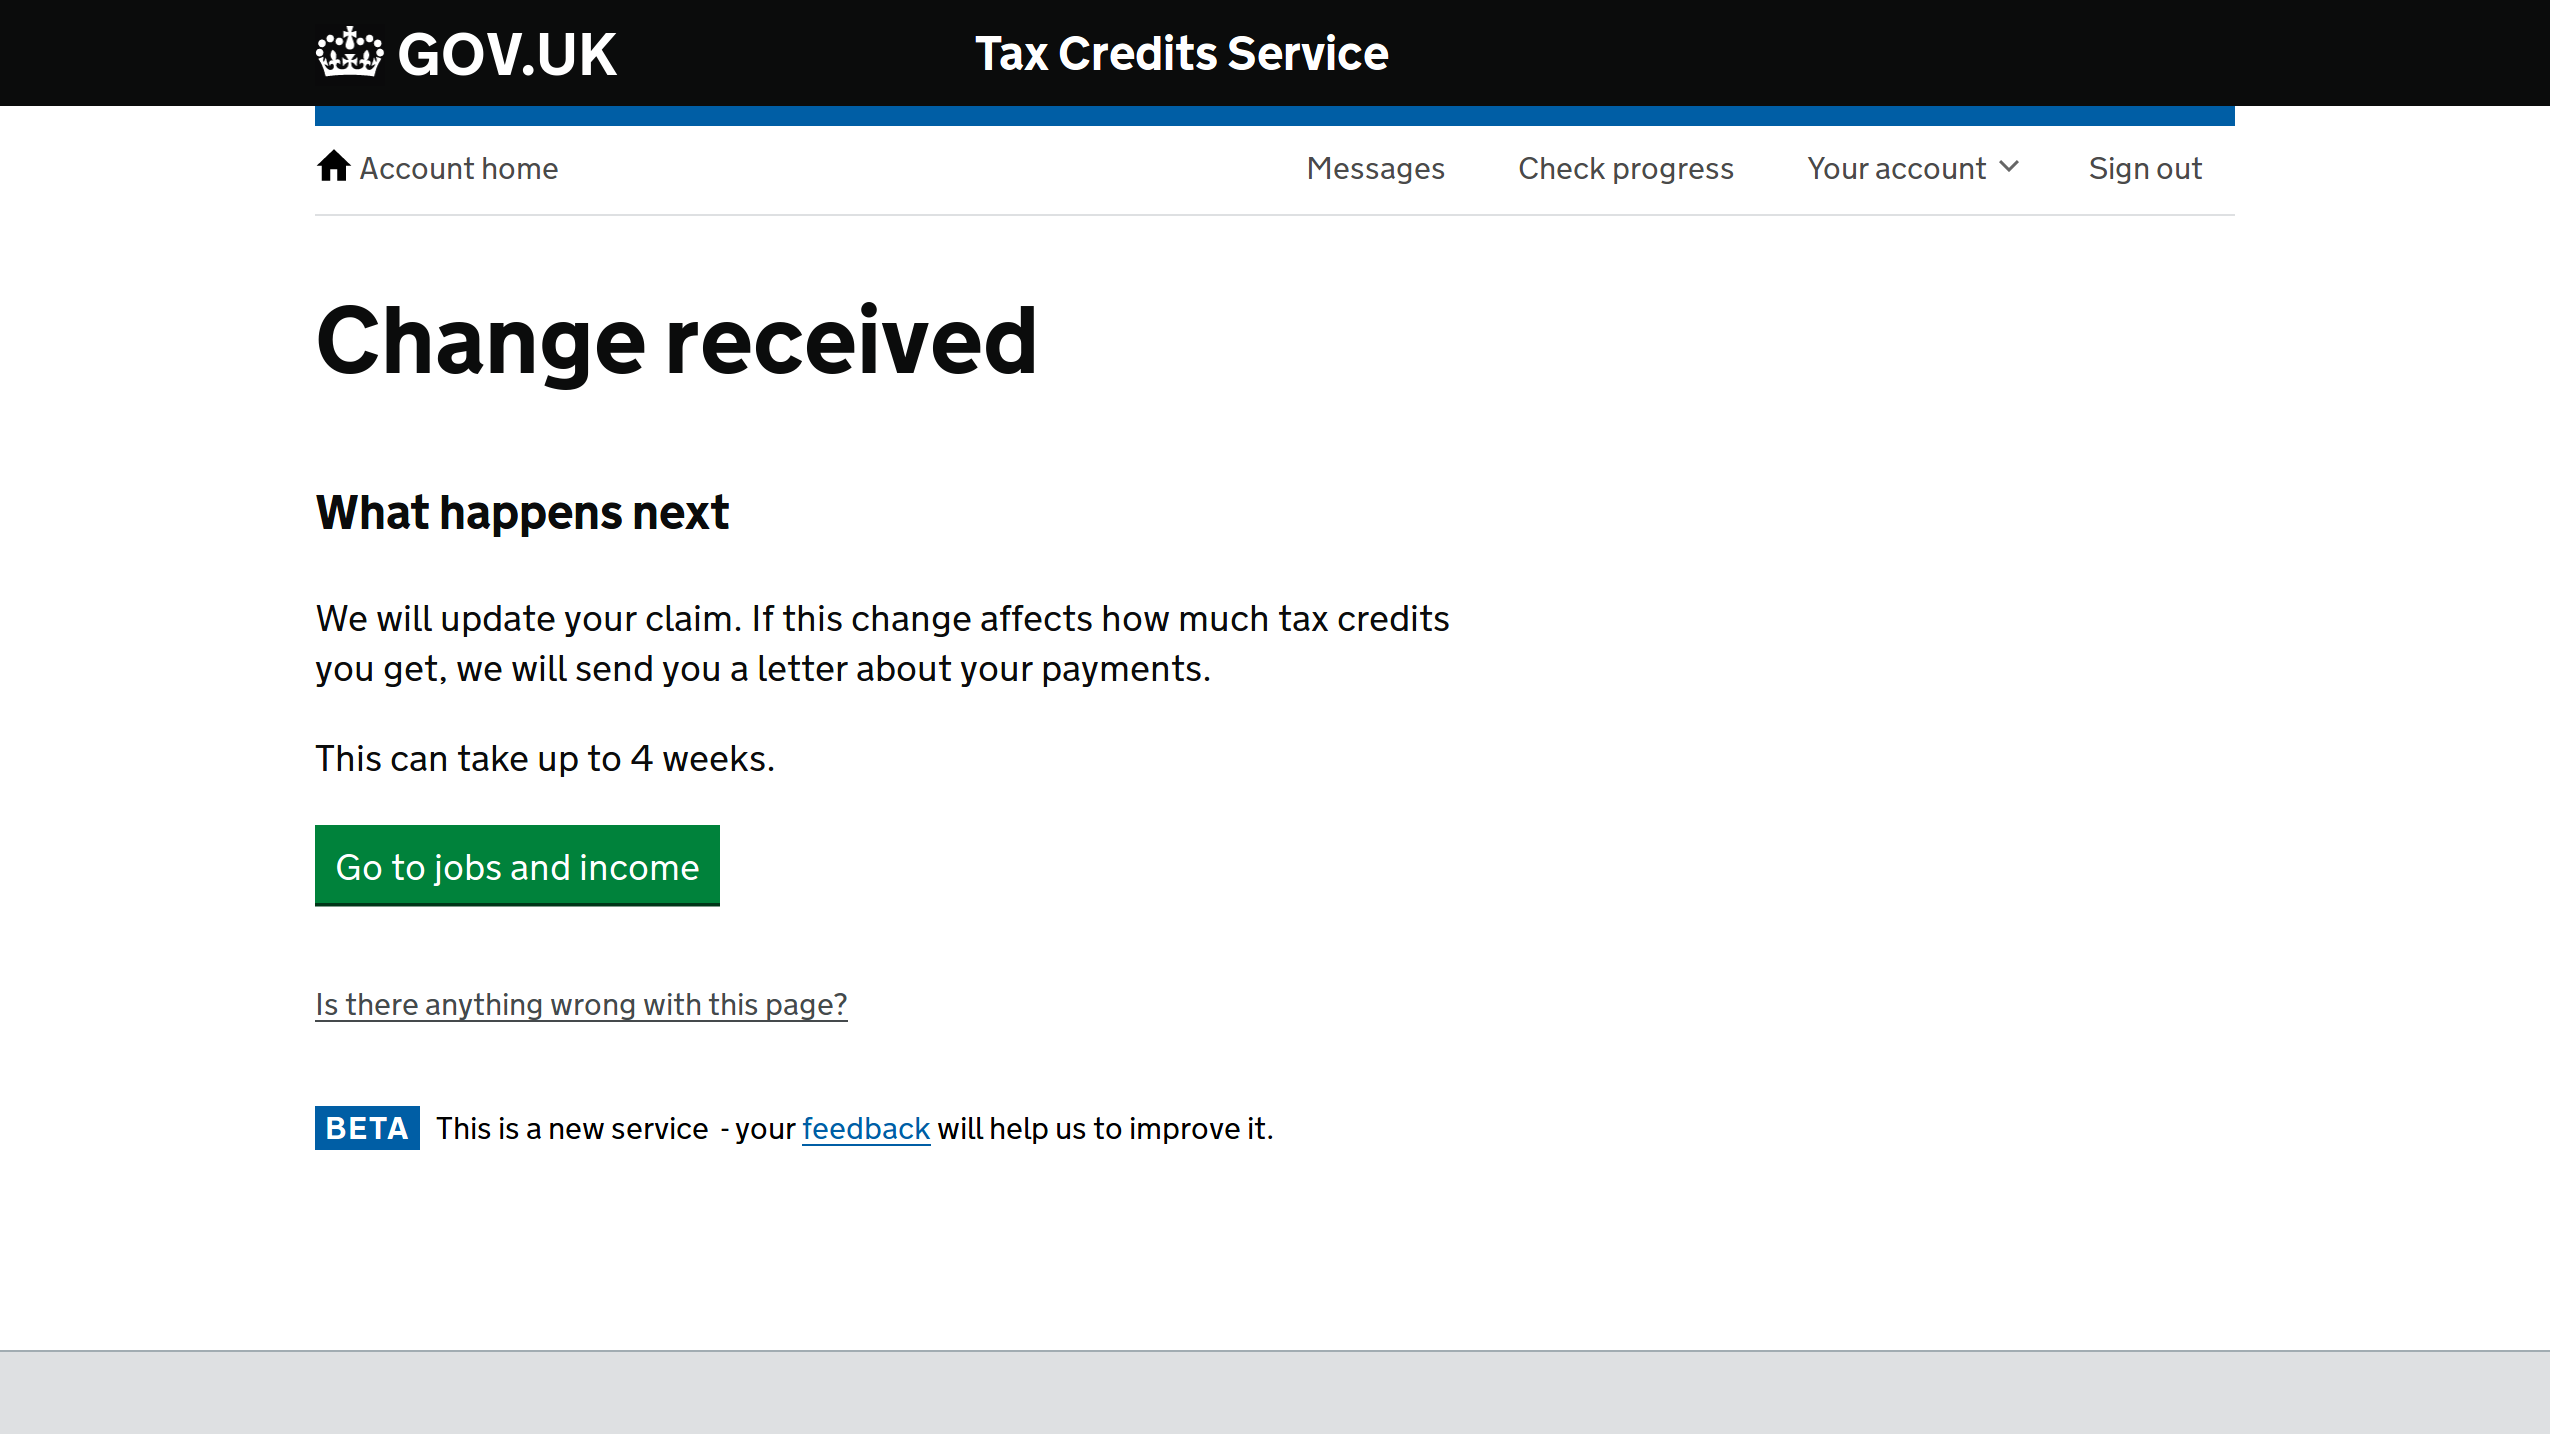 GOV.UK
Tax Credits Service
Account home
Messages
Check progress
Your account
Sign out
Change received
What happens next
We will update your claim. If this change affects how much tax credits
you get, we will send you a letter about your payments.
This can take up to 4 weeks.
Go to jobs and income
Is there anything wrong with this page?
BETA This is a new service - your feedback will help us to improve it.